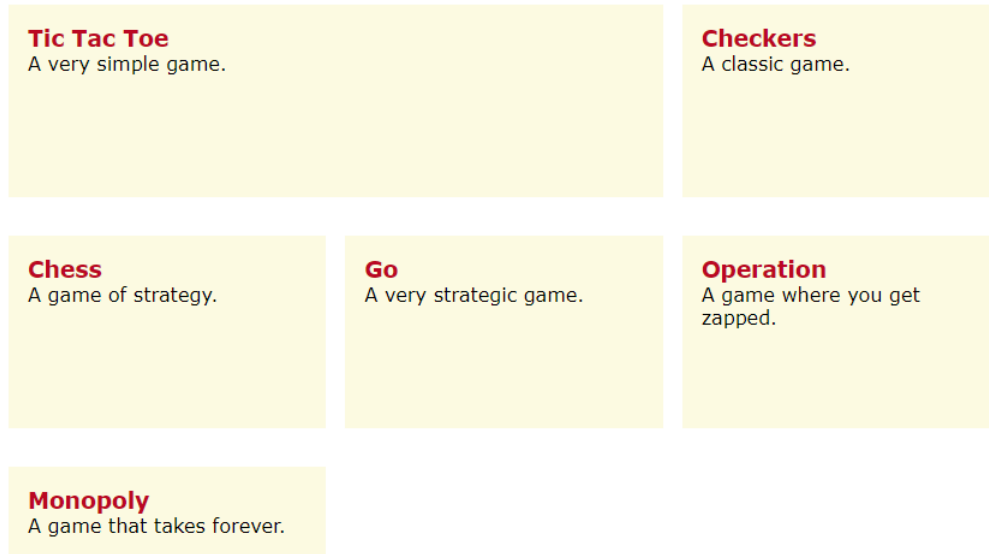 Tic Tac Toe
A very simple game.
Checkers
A classic game.
Chess
A game of strategy.
Go
A very strategic game.
Operation
A game where you get
zapped.
Monopoly
A game that takes forever.